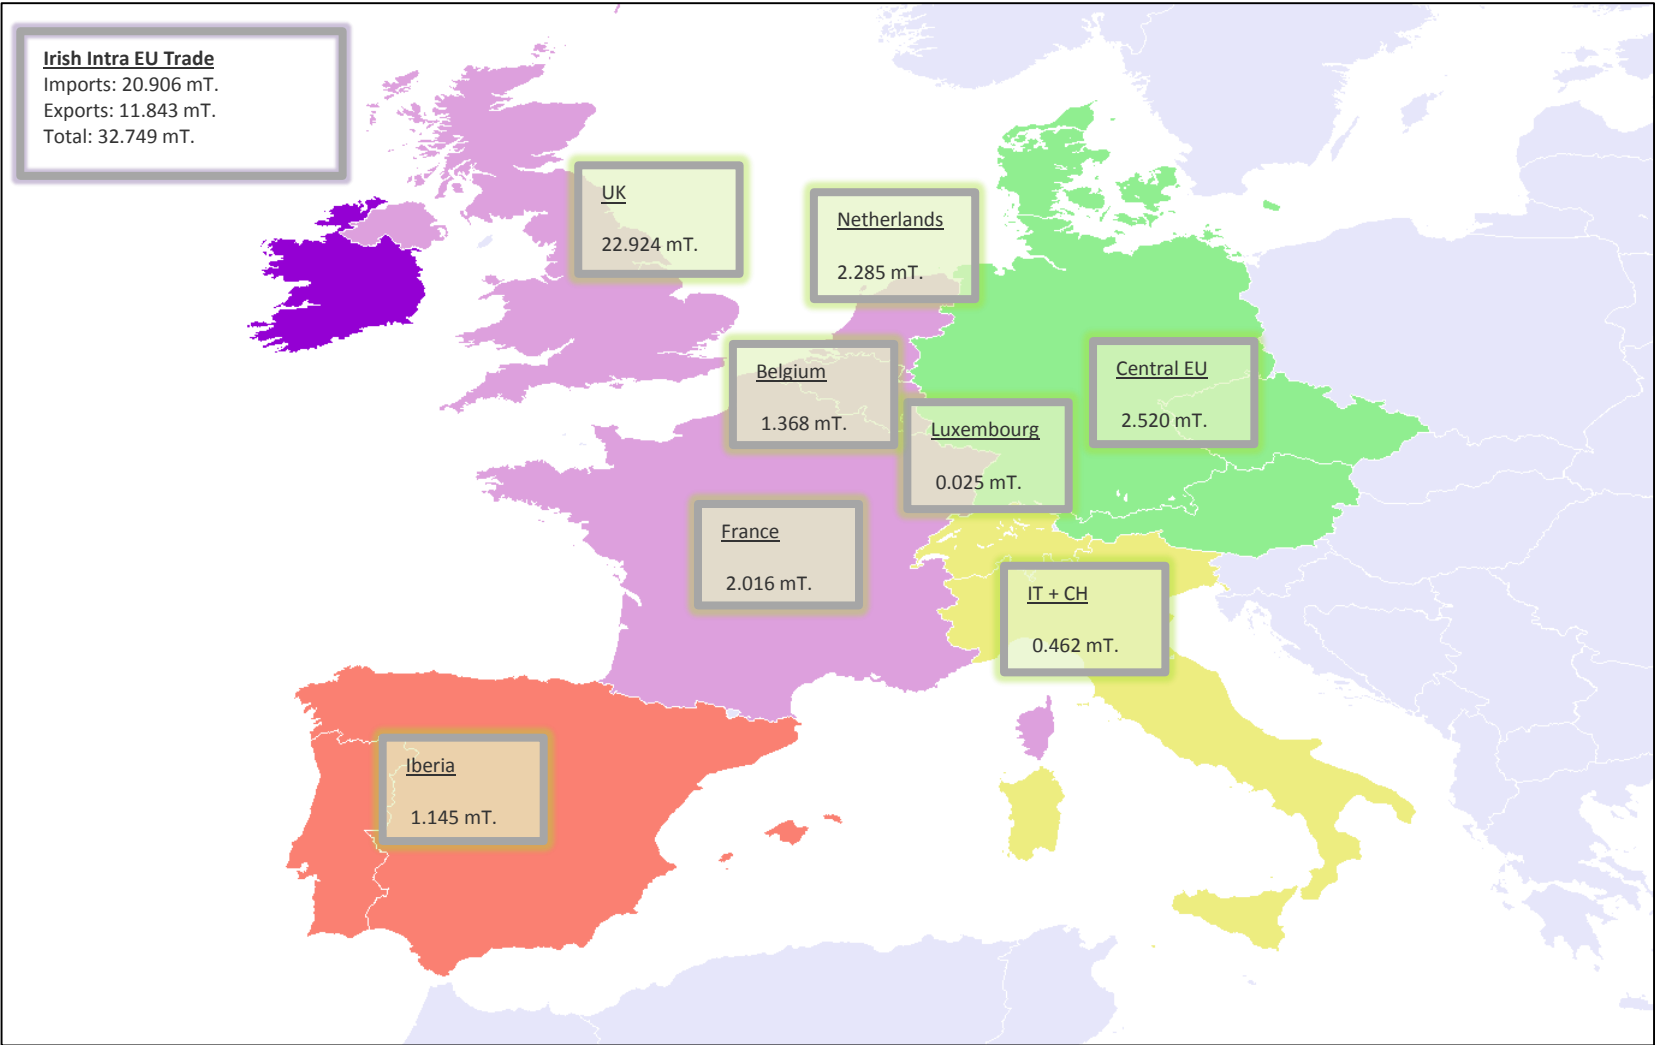 Irish Intra EU Trade
Imports: 20.906 mT.
Exports: 11.843 mT.
Total: 32.749 mT.
UK
22.924 mT.
Netherlands
2.285 mT.
Belgium
1.368 mT.
Central EU
2.520 mT.
Luxembourg
0.025 mT.
France
2.016 mT.
IT + CH
0.462 mT.
Iberia
1.145 mT.